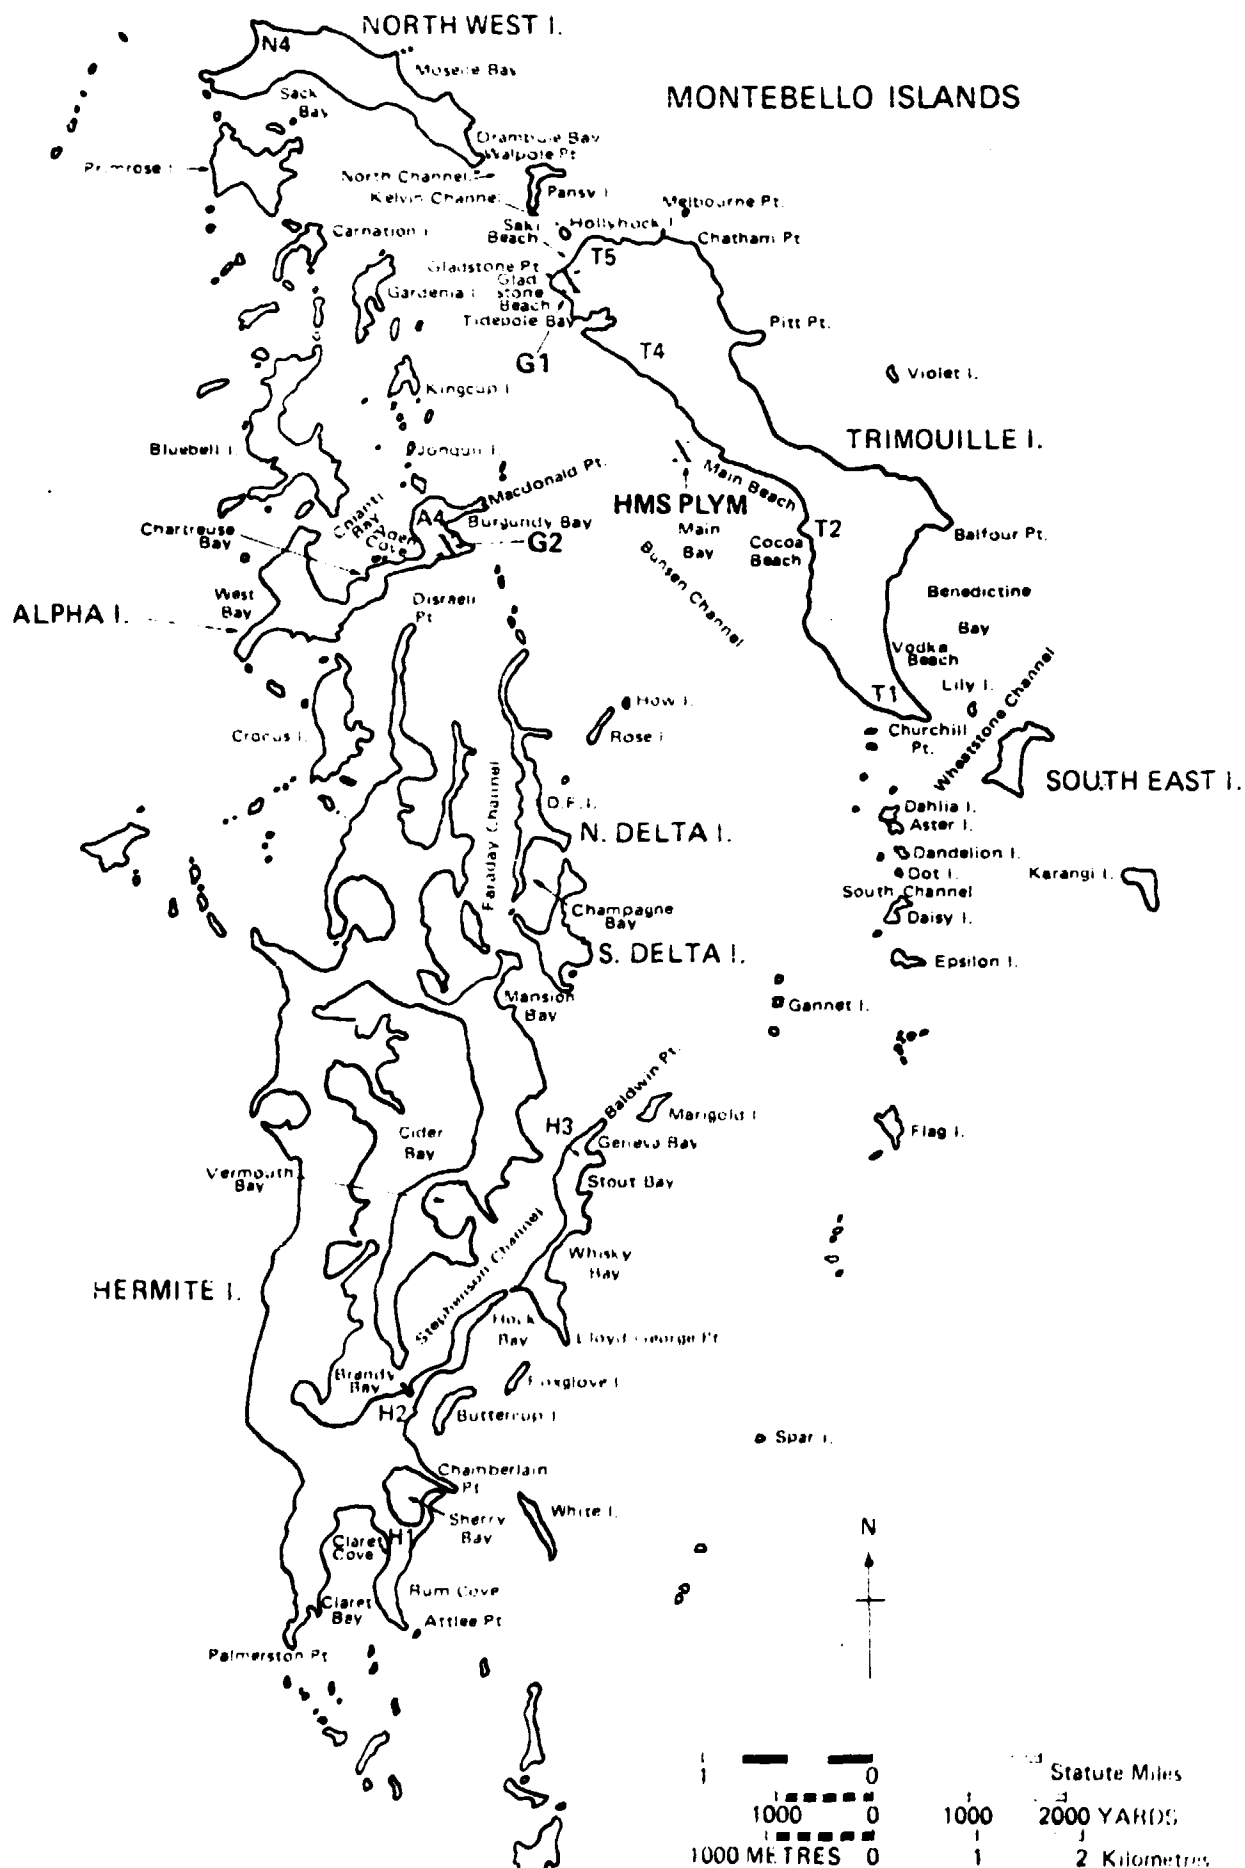 NORTH WEST I.
N4
Moselle Bay
MONTEBELLO ISLANDS
Sack
Bay
Drambuie Bay
Walpole Pt.
Primrose I.
North Channel
Pansy I.
Kelvin Channel
Melbourne Pt.
Hollyhock I.
Saki
Beach
Carnation I.
Chatham Pt
T5
Gladstone Pt
Glad
stone
Beach
Gardenia I.
Tidepole Bay
Pitt Pt.
T4
G1
Violet I.
Kingcup I.
TRIMOUILLE I.
Bluebell I.
Jonquil I.
Macdonald Pt.
Main Beach
HMS PLYM
Chianti
Bay
A4
Burgundy Bay
Main
Bay
T2
Chartreuse
Bay
Aden
Cove
G2
Cocoa
Beach
Balfour Pt.
Bunsen Channel
West
Bay
Disraeli
Pt
Benedictine
Bay
ALPHA I.
Vodka
Beach
Wheatstone Channel
Lily I.
T1
How I.
Crocus I.
Rose I.
Churchill
Pt.
SOUTH EAST I.
Faraday Channel
D.F.I.
Dahlia I.
Aster I.
N. DELTA I.
Dandelion I.
Dot I.
Karangi I.
South Channel
Champagne
Bay
Daisy I.
S. DELTA I.
Epsilon I.
Mansion
Bay
Gannet I.
Baldwin Pt.
Marigold I.
H3
Cider
Bay
Geneva Bay
Flag I.
Vermouth
Bay
Stout Bay
Stephenson Channel
Whisky
Bay
HERMITE I.
Hock
Bay
Lloyd George Pt
Brandy
Bay
Foxglove I.
H2
Buttercup I.
Spar I.
Chamberlain
Pt
Sherry
Bay
White I.
H1
Claret
Cove
N
Claret
Bay
Rum Cove
Attlee Pt
Palmerston Pt
1 0 Statute Miles
1000 0 1000 2000 YARDS
1000 METRES 0 1 2 Kilometres